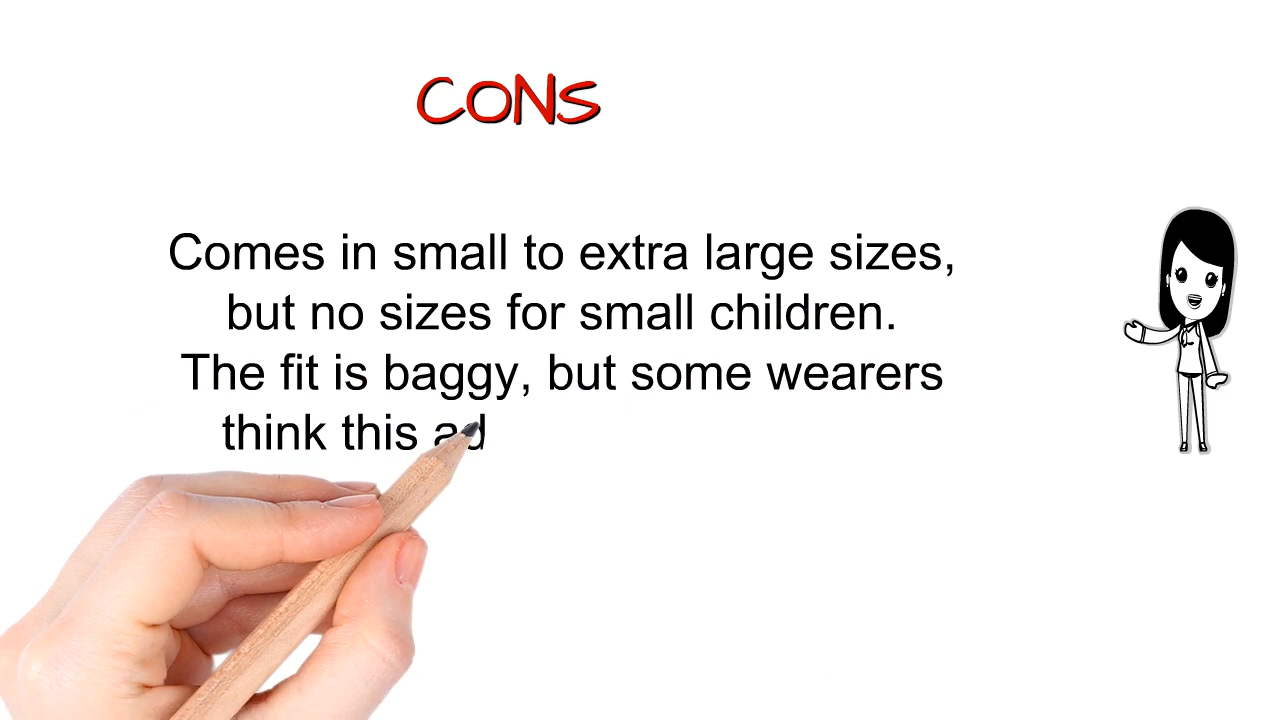 CONS
Comes in small to extra large sizes,
but no sizes for small children.
The fit is baggy, but some wearers
think this ad